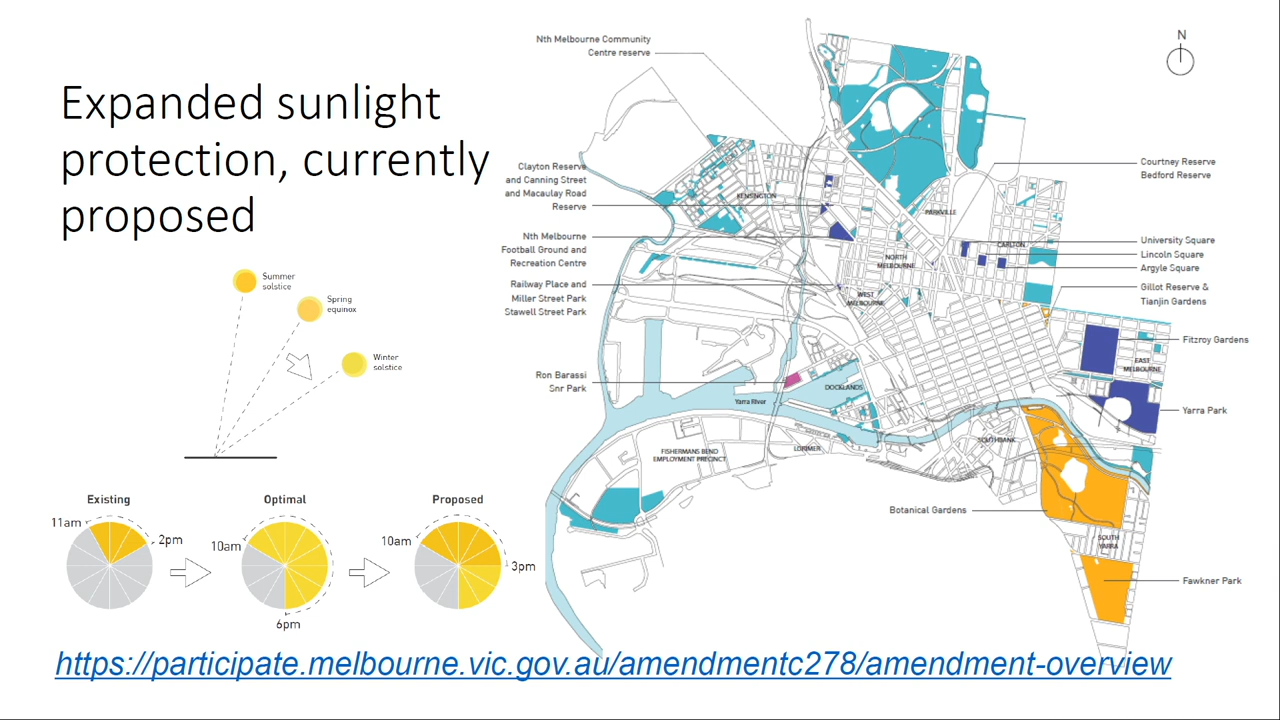 Expanded sunlight
protection, currently
proposed
Summer
solstice
Spring
equinox
Winter
solstice
Existing
11am
2pm
Optimal
10am
6pm
Proposed
10am
3pm
N
Nth Melbourne Community
Centre reserve
Clayton Reserve
and Canning Street
and Macaulay Road
Reserve
Nth Melbourne
Football Ground and
Recreation Centre
Railway Place and
Miller Street Park
Stawell Street Park
Ron Barassi
Snr Park
Botanical Gardens
Courtney Reserve
Bedford Reserve
University Square
Lincoln Square
Argyle Square
Gillot Reserve &
Tianjin Gardens
Fitzroy Gardens
Yarra Park
Fawkner Park
KENSINGTON
PARKVILLE
CARLTON
NORTH
MELBOURNE
WEST
MELBOURNE
EAST
MELBOURNE
DOCKLANDS
Yarra River
SOUTHBANK
LORIMER
FISHERMANS BEND
EMPLOYMENT PRECINCT
SOUTH
YARRA
https://participate.melbourne.vic.gov.au/amendmentc278/amendment-overview